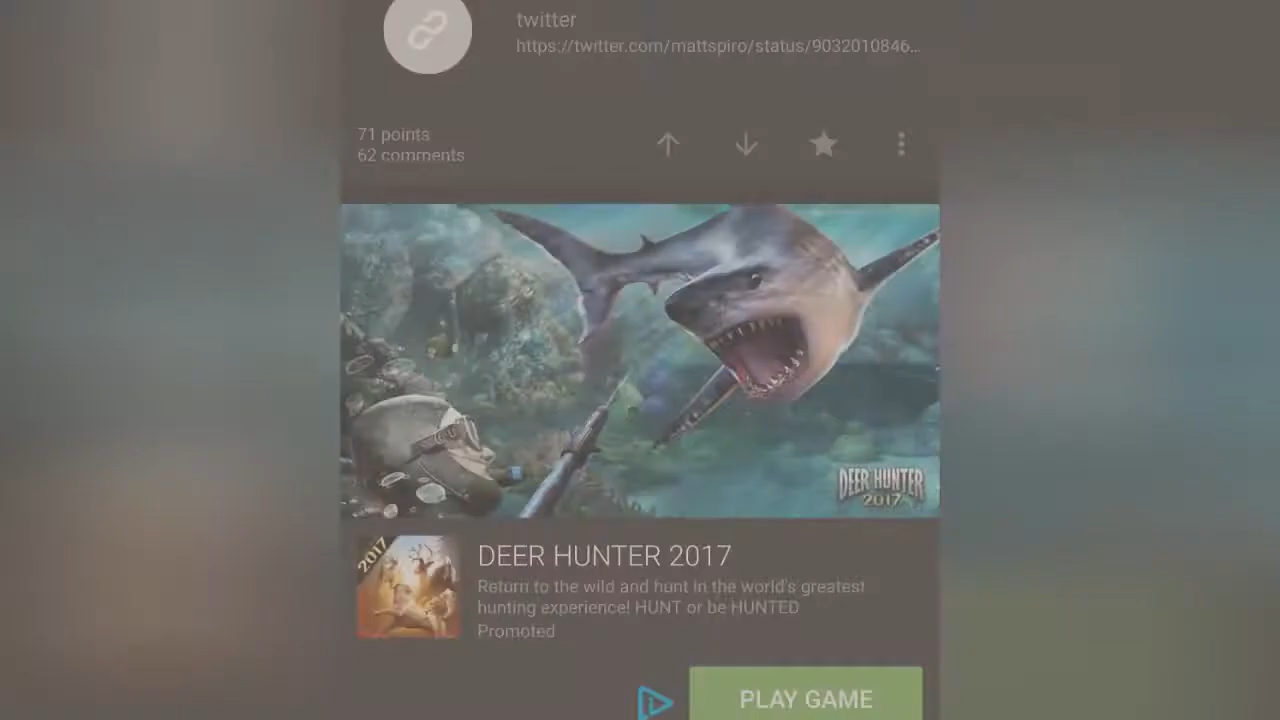 twitter
https://twitter.com/mattspiro/status/9032010846...
71 points
62 comments
DEER HUNTER
2017
2017
DEER HUNTER 2017
Return to the wild and hunt in the world's greatest
hunting experience! HUNT or be HUNTED
Promoted
PLAY GAME